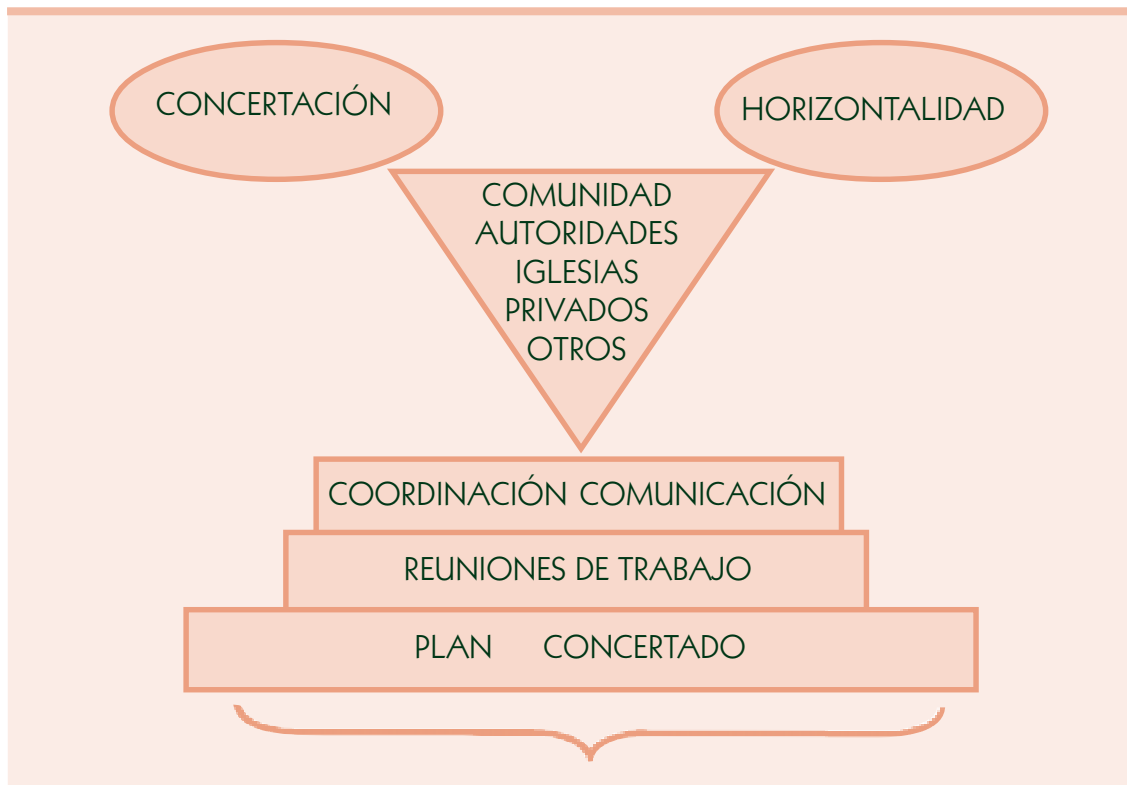 CONCERTACIÓN
HORIZONTALIDAD
COMUNIDAD
AUTORIDADES
IGLESIAS
PRIVADOS
OTROS
COORDINACIÓN COMUNICACIÓN
REUNIONES DE TRABAJO
PLAN CONCERTADO